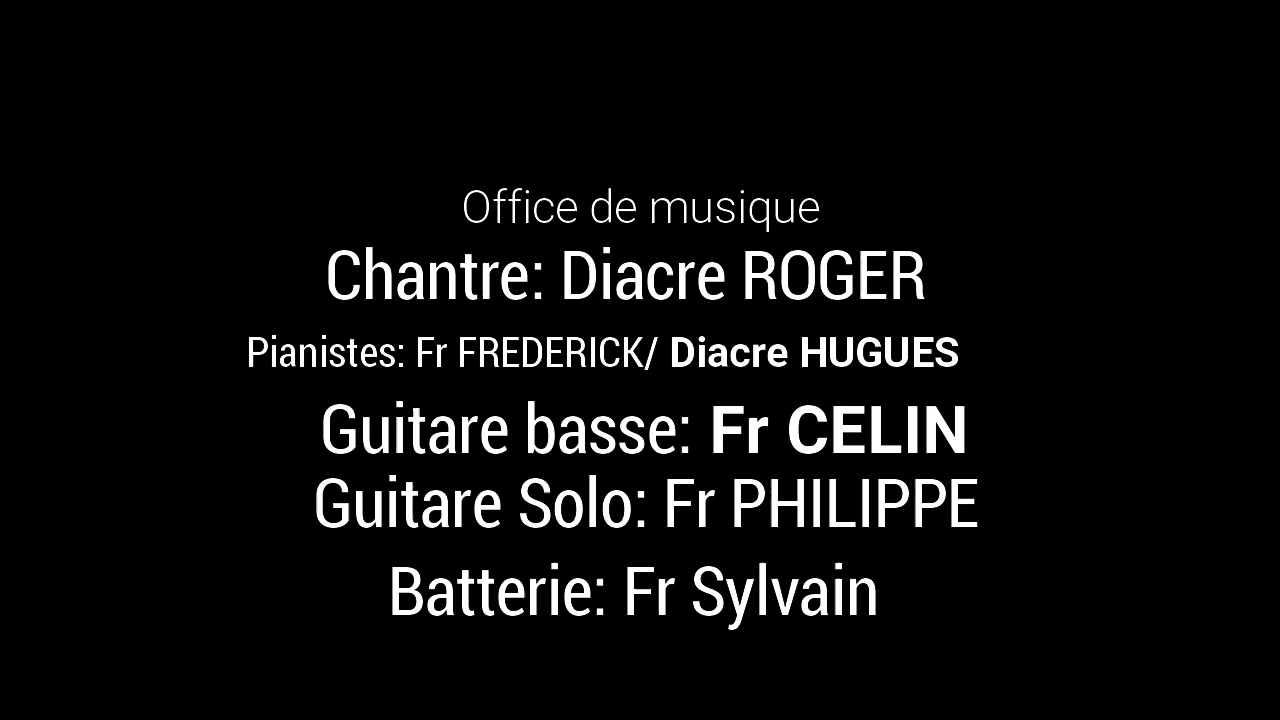 Office de musique
Chantre: Diacre ROGER
Pianistes: Fr FREDERICK/ Diacre HUGUES
Guitare basse: Fr CELIN
Guitare Solo: Fr PHILIPPE
Batterie: Fr Sylvain